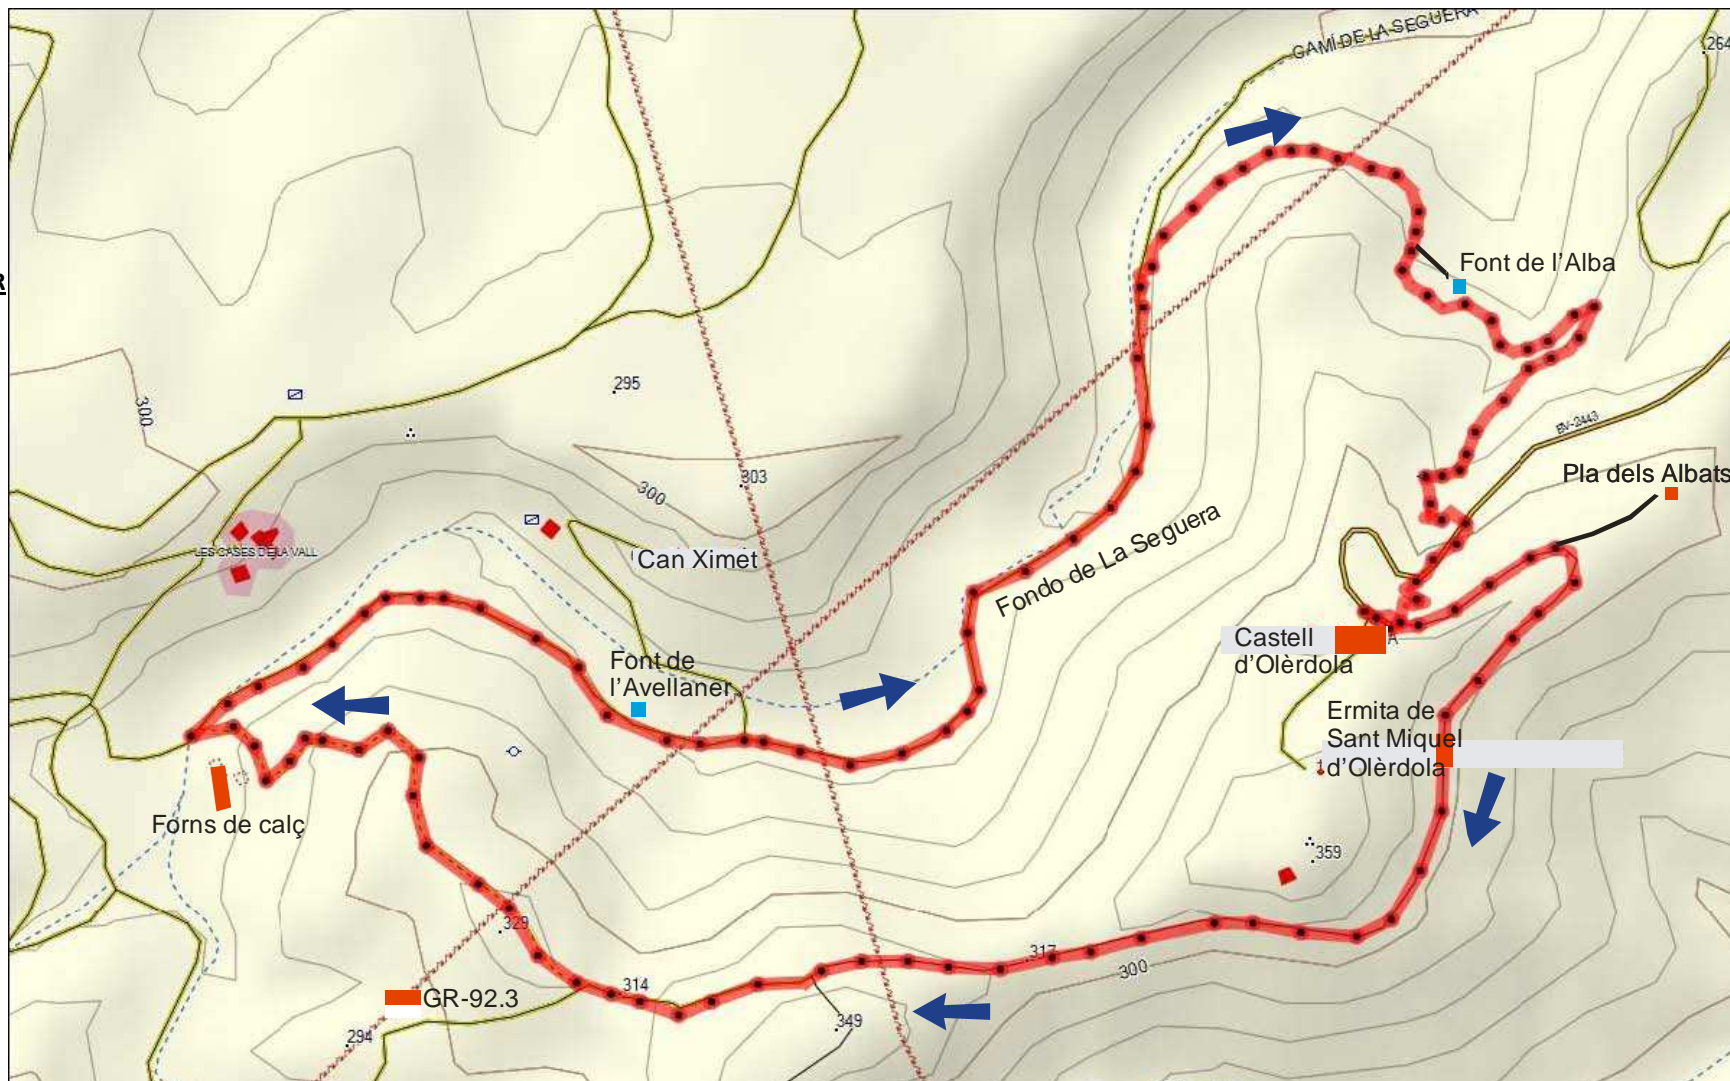 CAMÍ DE LA SEGUERA
264
R
Font de l'Alba
295
300
BV-2443
303
300
Pla dels Albats
LES CASES DE LA VALL
Can Ximet
Fondo de La Seguera
Castell
d'Olèrdola
A
Font de
l'Avellaner
Ermita de
Sant Miquel
d'Olèrdola
Forns de calç
359
329
317
300
314
GR-92.3
349
294